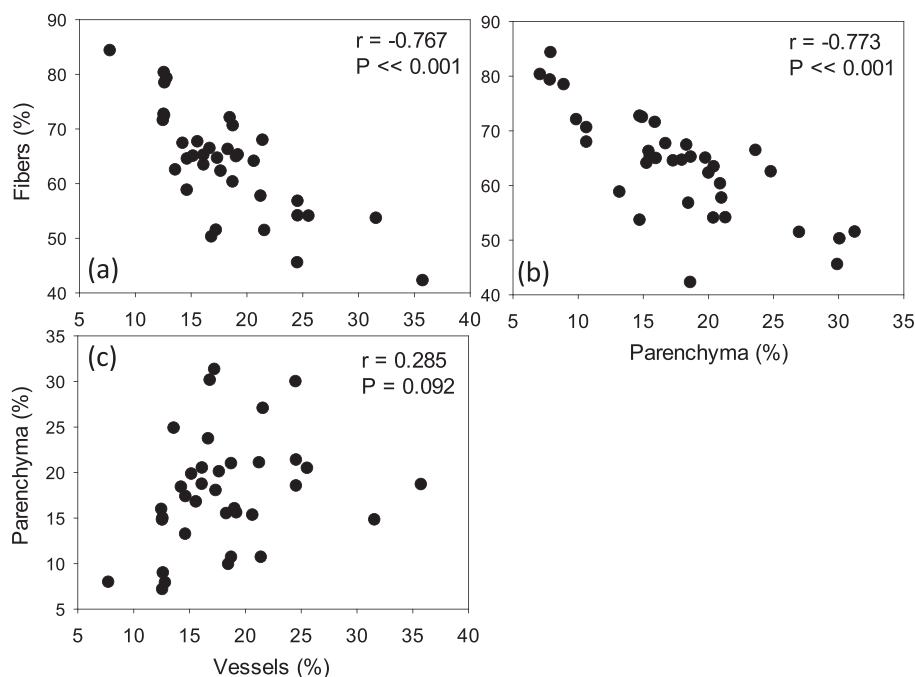 90
80
70
60
50
40
Fibers (%)
r = -0.767
P << 0.001
(a)
5 10 15 20 25 30 35 40
90
80
70
60
50
40
r = -0.773
P << 0.001
(b)
5 10 15 20 25 30 35
Parenchyma (%)
35
30
25
20
15
10
5
Parenchyma (%)
(c)
r = 0.285
P = 0.092
5 10 15 20 25 30 35 40
Vessels (%)